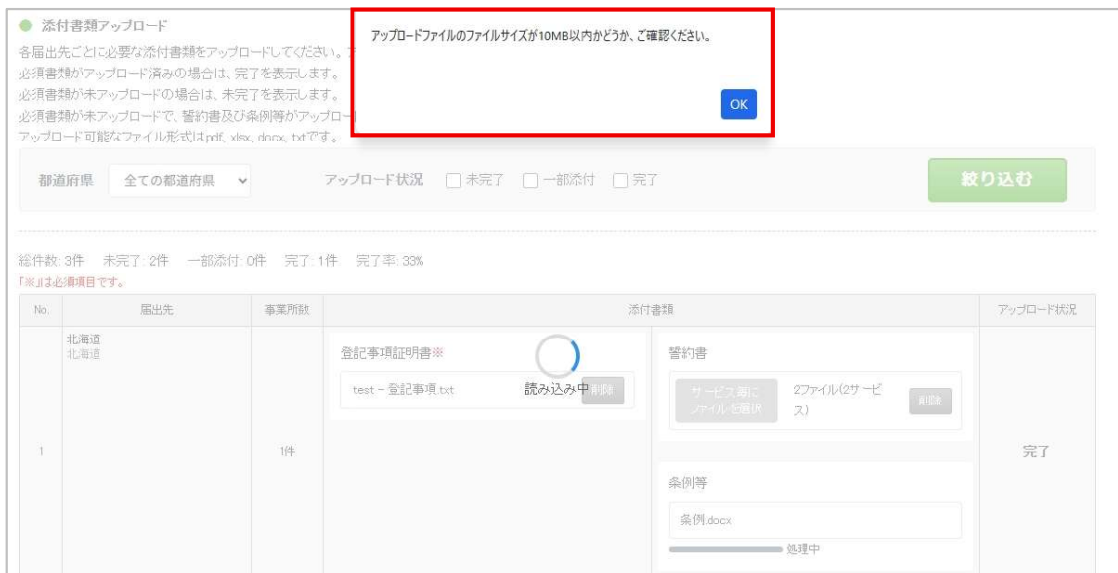 添付書類アップロード
各届出先ごとに必要な添付書類をアップロードしてください。
必須書類がアップロード済みの場合は、完了を表示します。
必須書類が未アップロードの場合は、未完了を表示します。
必須書類が未アップロードで、誓約書及び条例等がアップロー
アップロード可能なファイル形式はpdf, xlsx, docx, txtです。
アップロードファイルのファイルサイズが10MB以内かどうか、ご確認ください。
OK
都道府県 全ての都道府県 アップロード状況 未完了 一部添付 完了 絞り込む
総件数: 3件 未完了: 2件 一部添付: 0件 完了: 1件 完了率: 33%
「※」は必須項目です。
No. 届出先 事業所数 添付書類 アップロード状況
1
北海道
北海道
1件
登記事項証明書※
test - 登記事項.txt
削除
読み込み中
誓約書
サービス毎に
ファイルを選択
2ファイル(2サービ
ス)
削除
条例等
条例.docx
処理中
完了